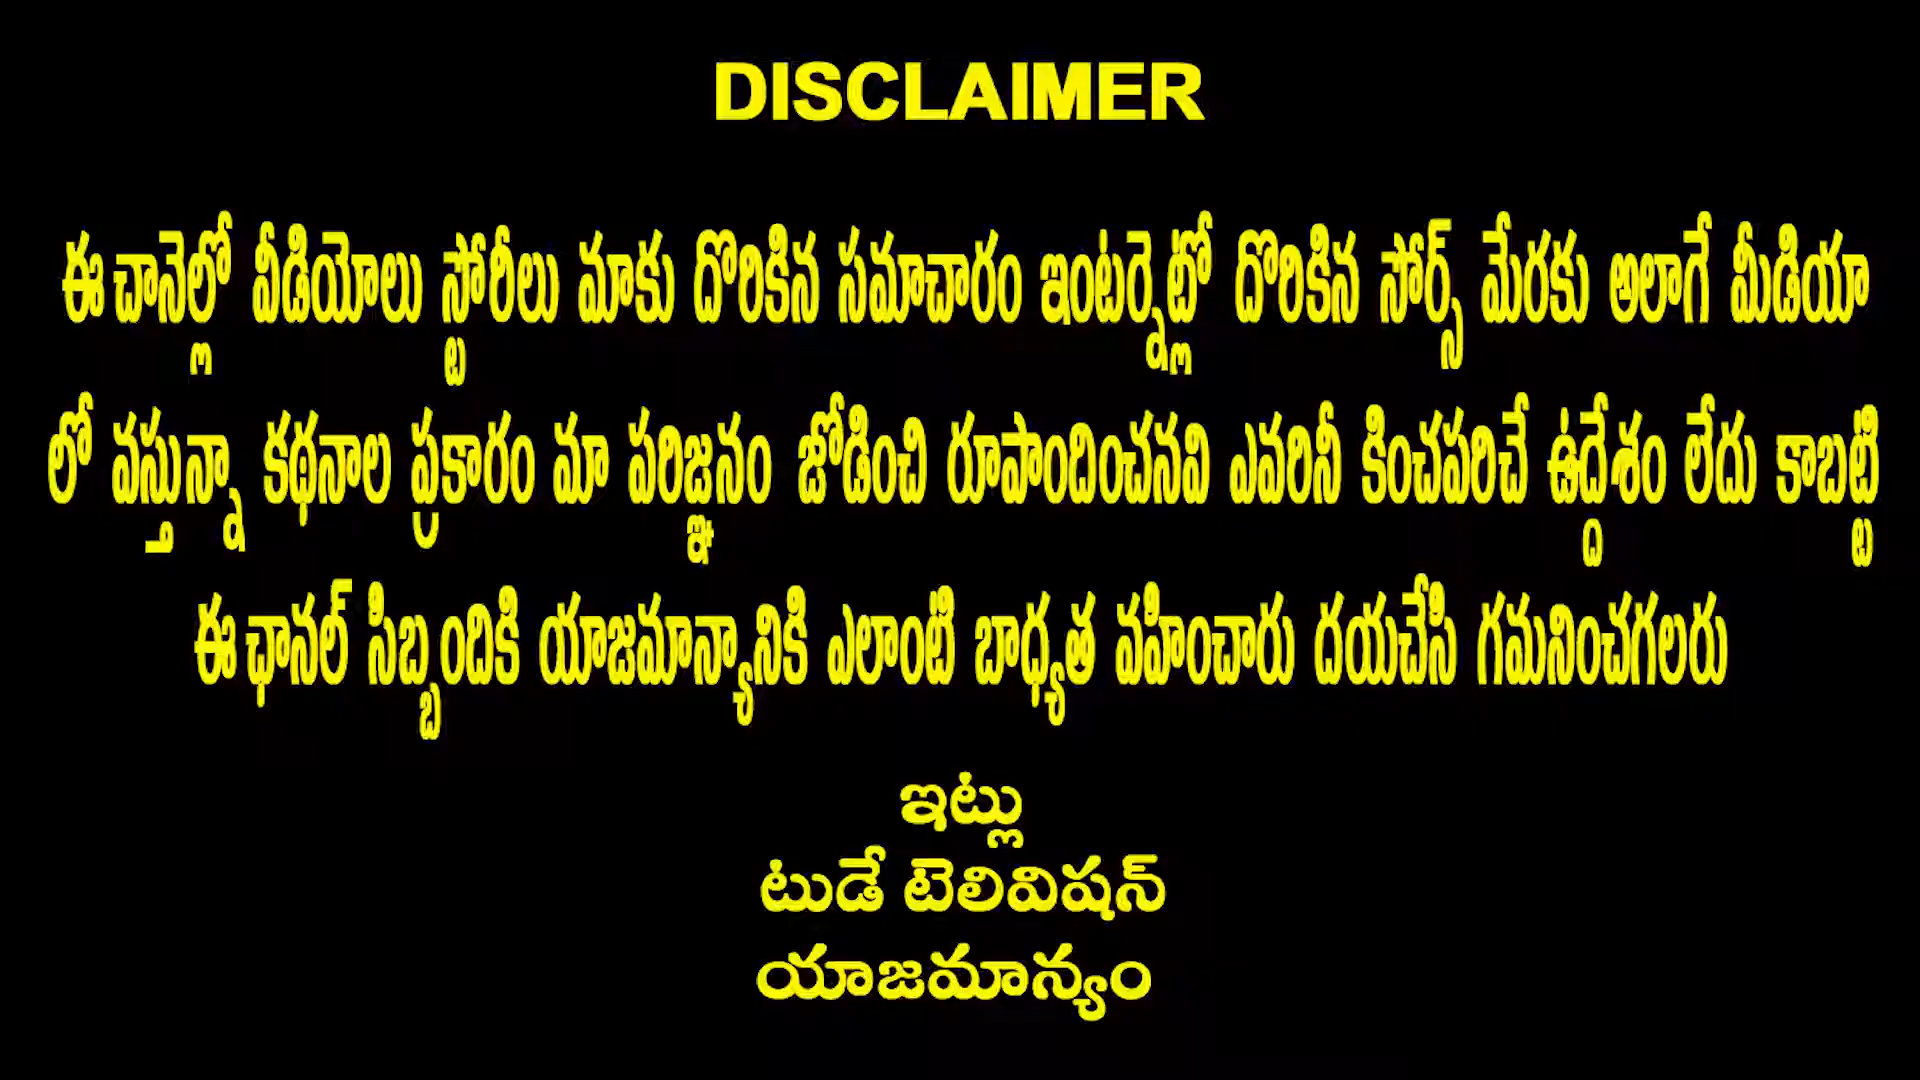 DISCLAIMER
ఈ చానెల్లో వీడియోలు స్టోరీలు మాకు దొరికిన సమాచారం ఇంటర్నెట్లో దొరికిన సోర్స్ మేరకు అలాగే మీడియా
లో వస్తున్నా కథనాల ప్రకారం మా పరిజ్ఞనం జోడించి రూపొందించనవి ఎవరినీ కించపరిచే ఉద్దేశం లేదు కాబట్టి
ఈ ఛానల్ సిబ్బందికి యాజమాన్యానికి ఎలాంటి బాధ్యత వహించారు దయచేసి గమనించగలరు
ఇట్లు
టుడే టెలివిషన్
యాజమాన్యం